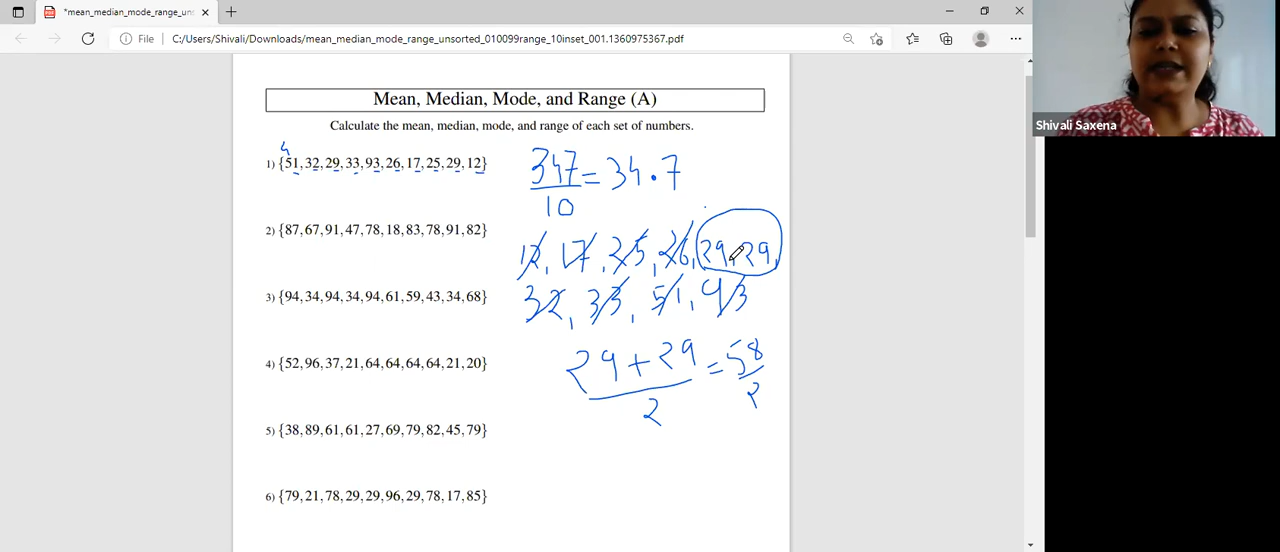 *mean_median_mode_range_uns
File
C:/Users/Shivali/Downloads/mean_median_mode_range_unsorted_010099range_10inset_001.1360975367.pdf
Shivali Saxena
Mean, Median, Mode, and Range (A)
Calculate the mean, median, mode, and range of each set of numbers.
4
1) {51, 32, 29, 33, 93, 26, 17, 25, 29, 12}
347/10 = 34.7
2) {87, 67, 91, 47, 78, 18, 83, 78, 91, 82}
12, 17, 25, 26, 29, 29,
3) {94, 34, 94, 34, 94, 61, 59, 43, 34, 68}
32, 33, 51, 93
4) {52, 96, 37, 21, 64, 64, 64, 64, 21, 20}
29 + 29/2 = 58/2
5) {38, 89, 61, 61, 27, 69, 79, 82, 45, 79}
6) {79, 21, 78, 29, 29, 96, 29, 78, 17, 85}